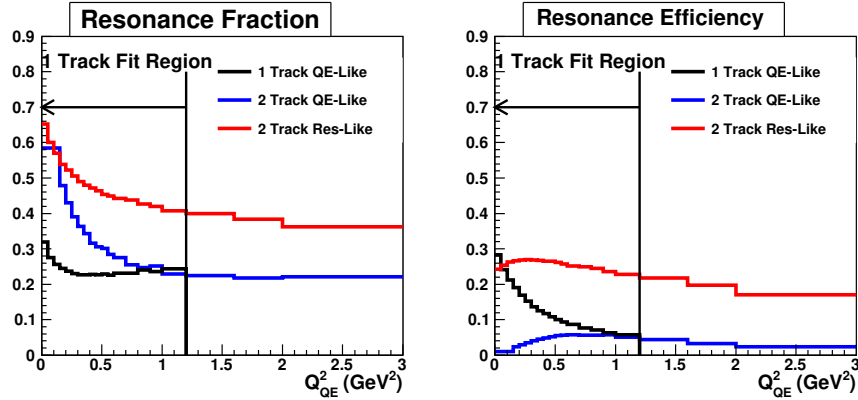 Resonance Fraction
0.9
0.8
0.7
0.6
0.5
0.4
0.3
0.2
0.1
0
1 Track Fit Region
1 Track QE-Like
2 Track QE-Like
2 Track Res-Like
0 0.5 1 1.5 2 2.5 3
Q²QE (GeV²)
Resonance Efficiency
0.9
0.8
0.7
0.6
0.5
0.4
0.3
0.2
0.1
0
1 Track Fit Region
1 Track QE-Like
2 Track QE-Like
2 Track Res-Like
0 0.5 1 1.5 2 2.5 3
Q²QE (GeV²)